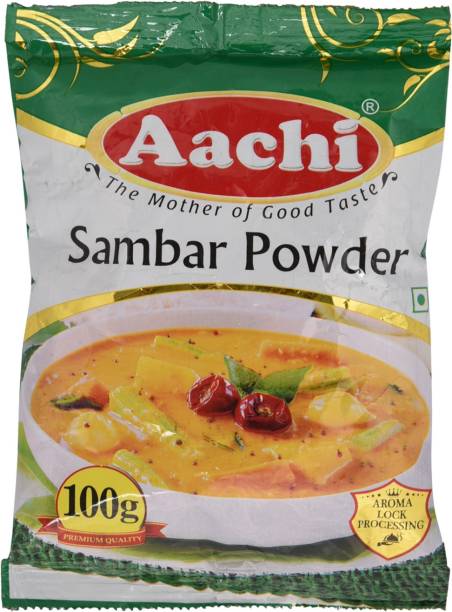 Aachi®
The Mother of Good Taste
Sambar Powder
100g
PREMIUM QUALITY
AROMA
LOCK
PROCESSING